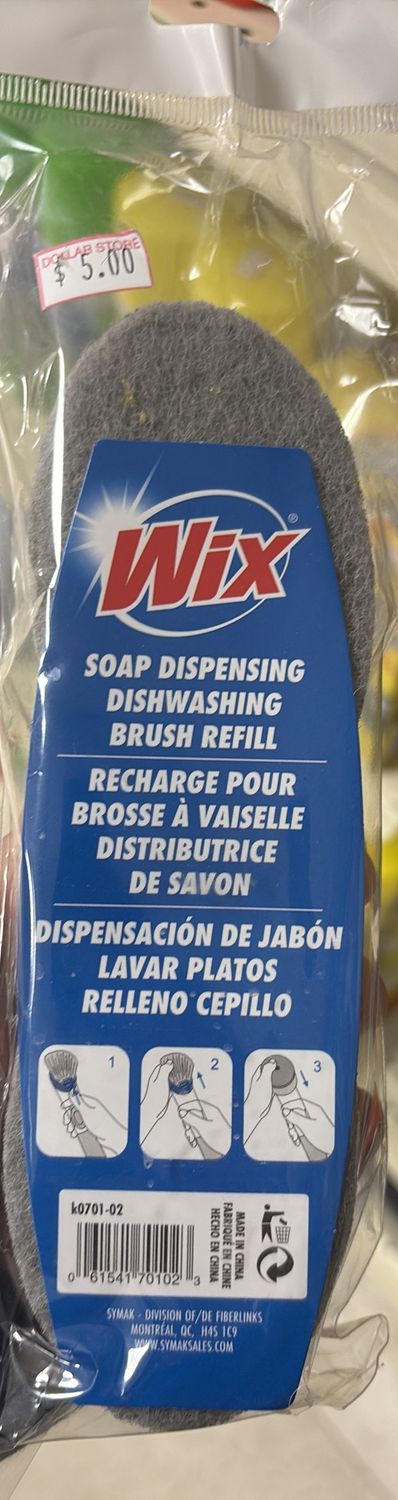 DOLLAR STORE
$ 5.00
Wix®
SOAP DISPENSING
DISHWASHING
BRUSH REFILL
RECHARGE POUR
BROSSE À VAISELLE
DISTRIBUTRICE
DE SAVON
DISPENSACIÓN DE JABÓN
LAVAR PLATOS
RELLENO CEPILLO
1 2 3
k0701-02
0 61541 70102 3
MADE IN CHINA
FABRIQUÉ EN CHINE
HECHO EN CHINA
SYMAK - DIVISION OF/DE FIBERLINKS
MONTRÉAL, QC, H4S 1C9
WWW.SYMAKSALES.COM